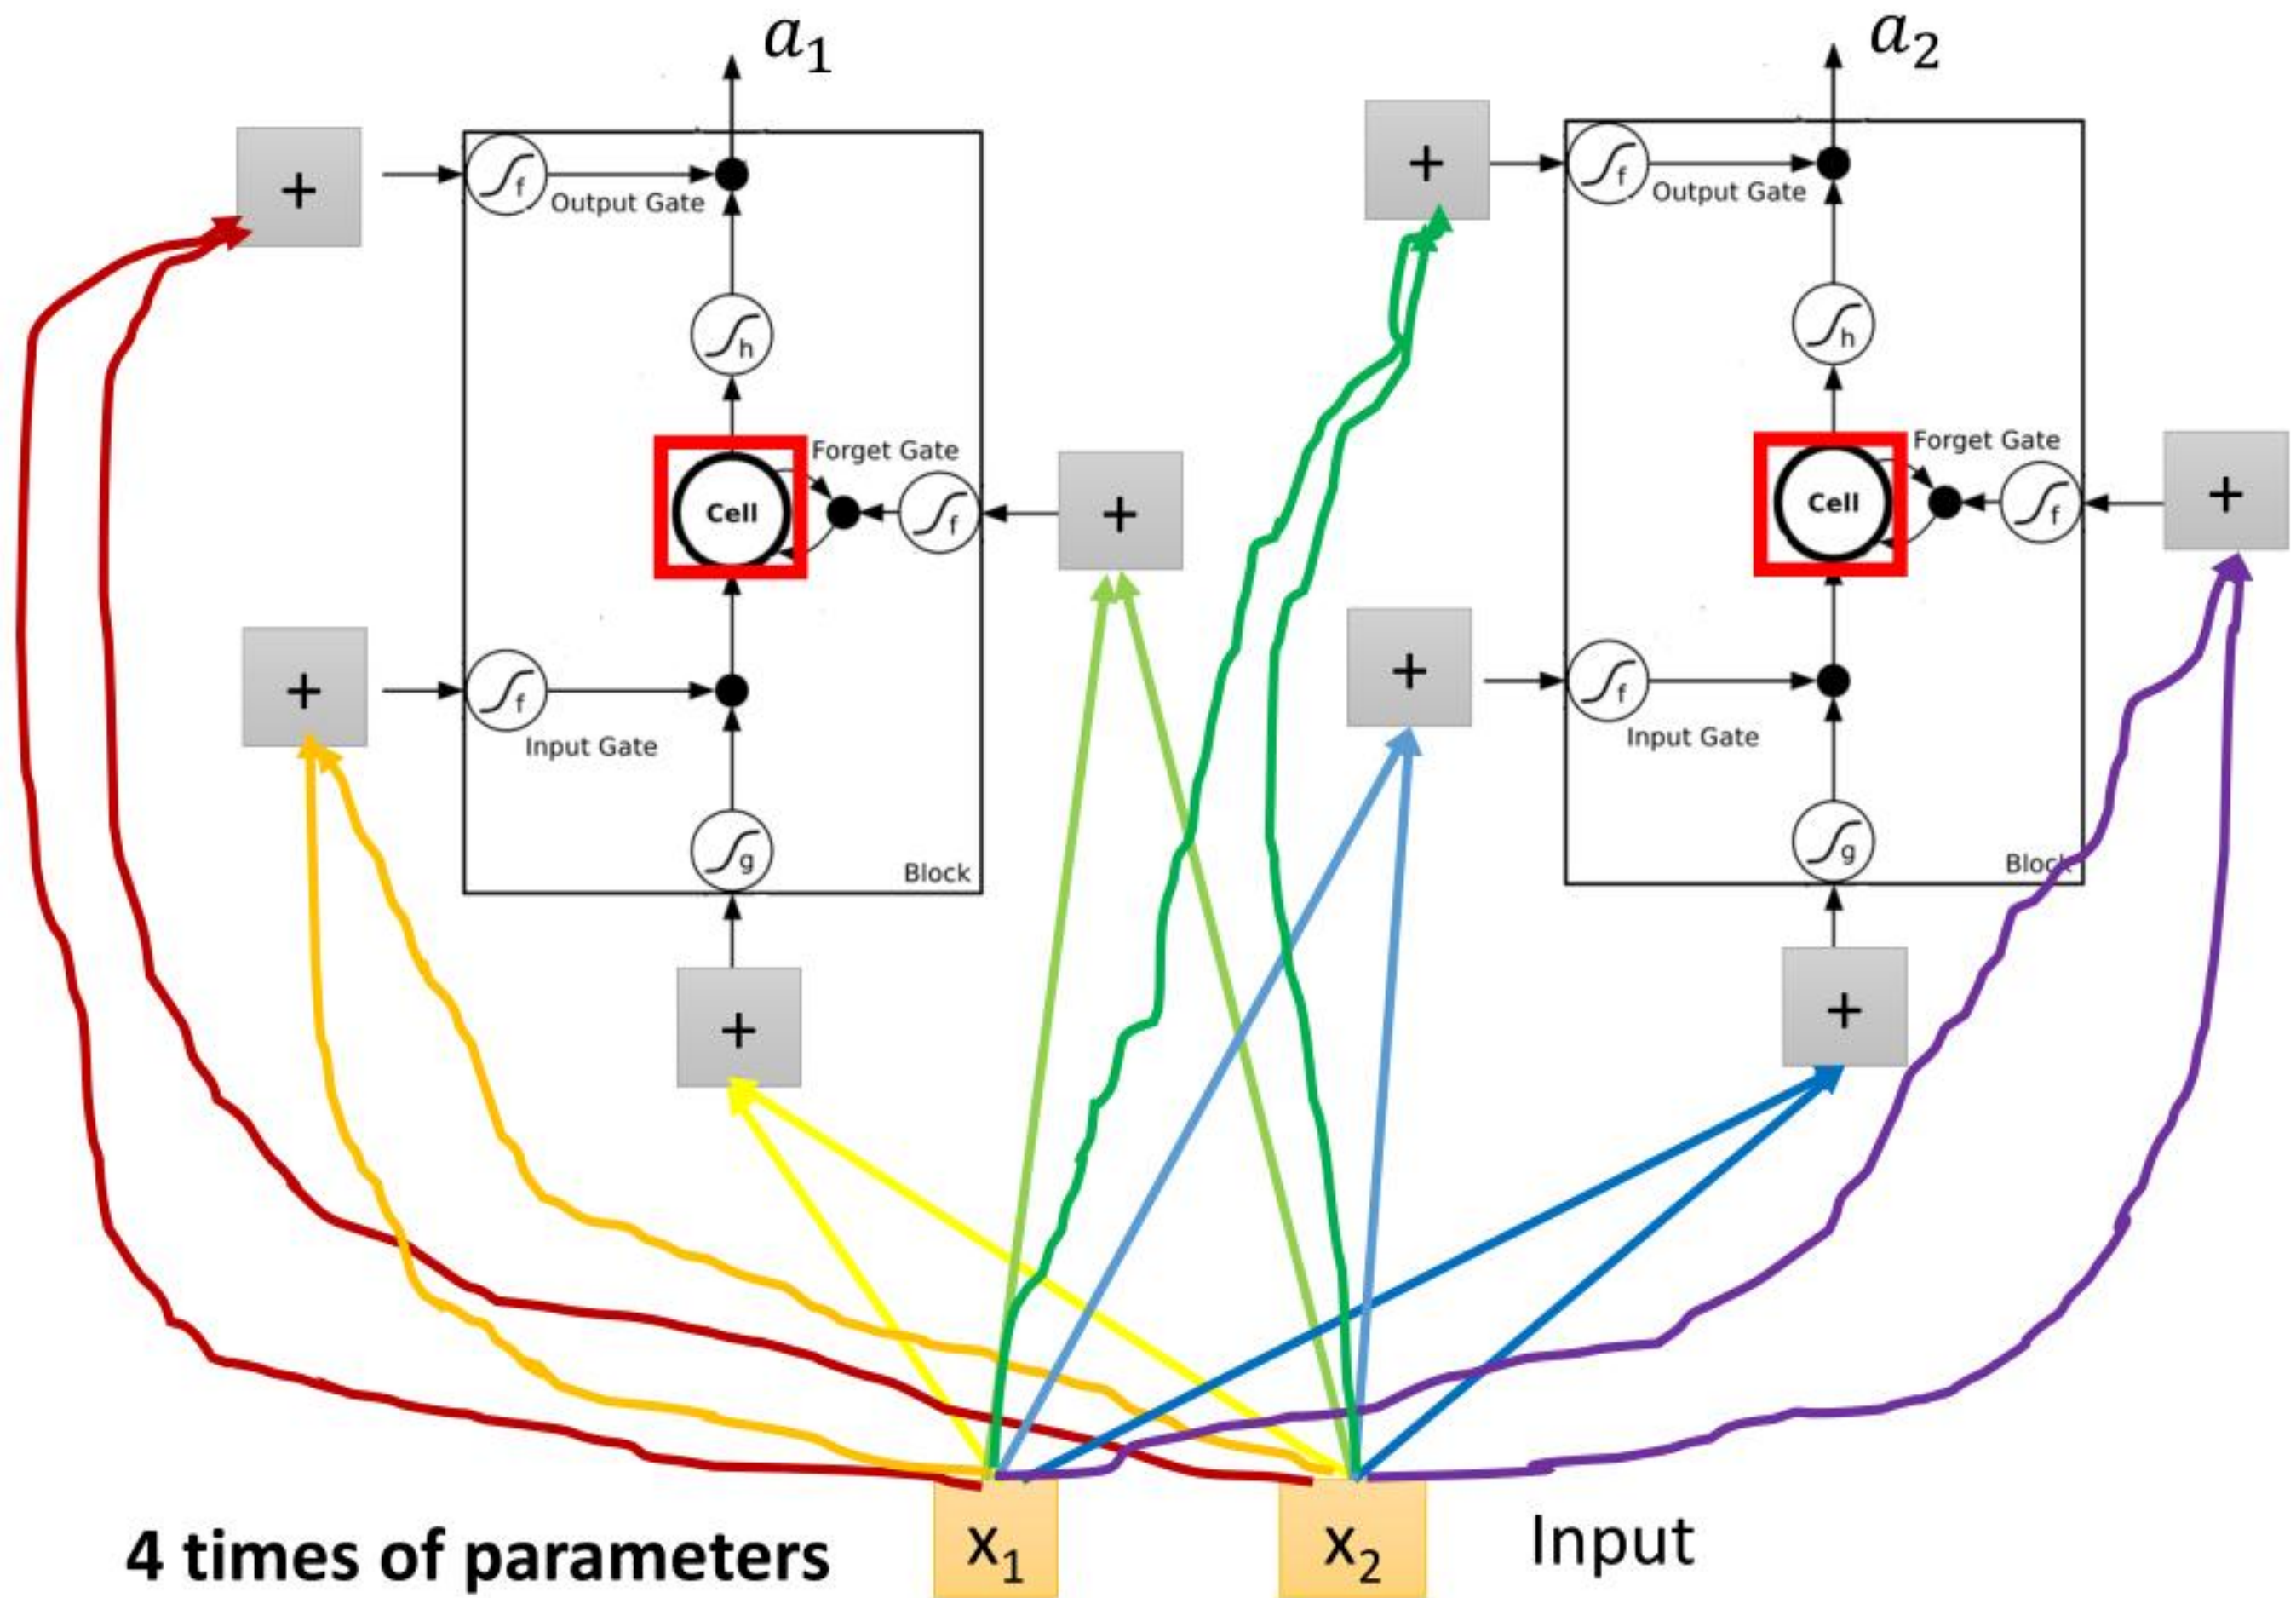 a₁
+
f
Output Gate
h
Forget Gate
Cell
f
+
+
f
Input Gate
g
Block
+
a₂
+
f
Output Gate
h
Forget Gate
Cell
f
+
+
f
Input Gate
g
Block
+
4 times of parameters
x₁
x₂
Input